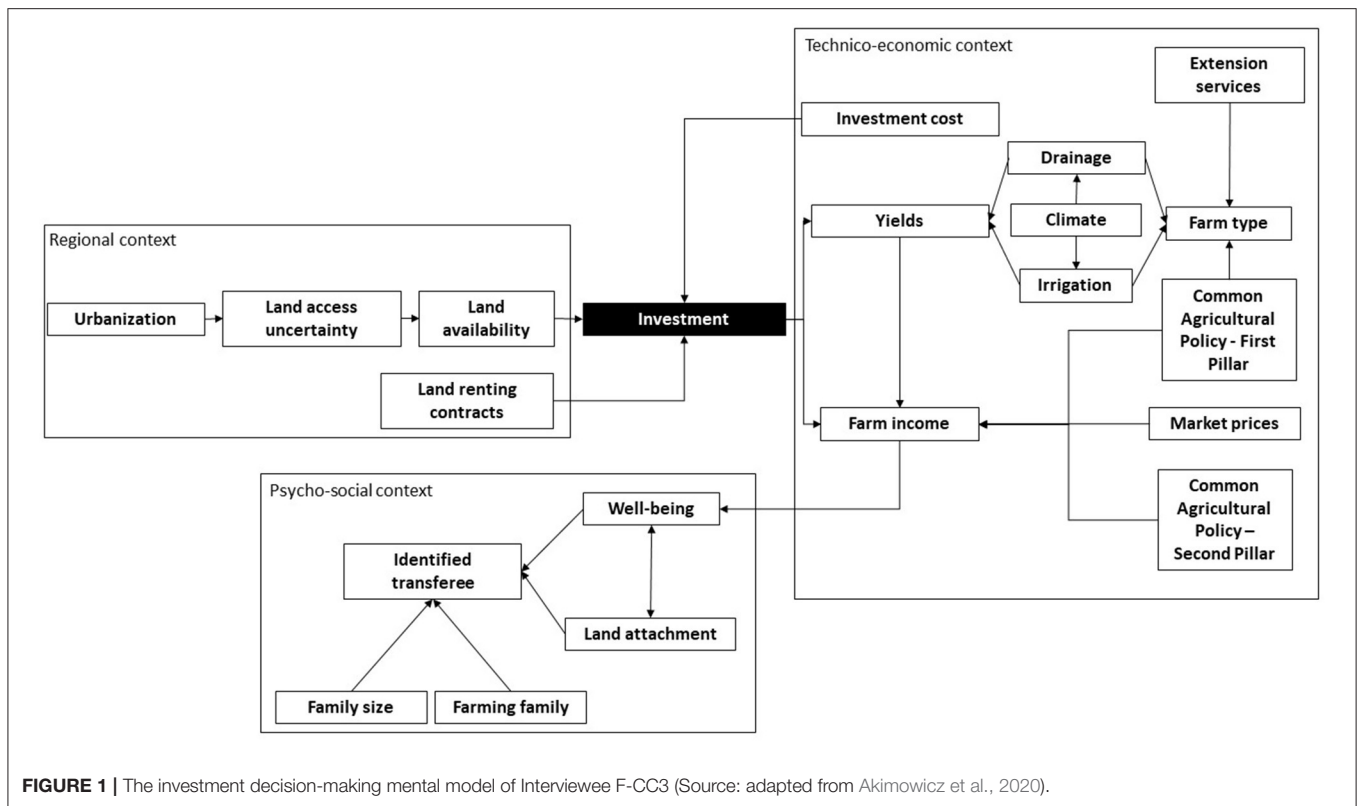 Technico-economic context
Extension
services
Investment cost
Drainage
Yields
Climate
Farm type
Irrigation
Common
Agricultural
Policy - First
Pillar
Farm income
Market prices
Common
Agricultural
Policy –
Second Pillar
Regional context
Urbanization
Land access
uncertainty
Land
availability
Investment
Land renting
contracts
Psycho-social context
Well-being
Identified
transferee
Land attachment
Family size
Farming family
FIGURE 1 | The investment decision-making mental model of Interviewee F-CC3 (Source: adapted from Akimowicz et al., 2020).